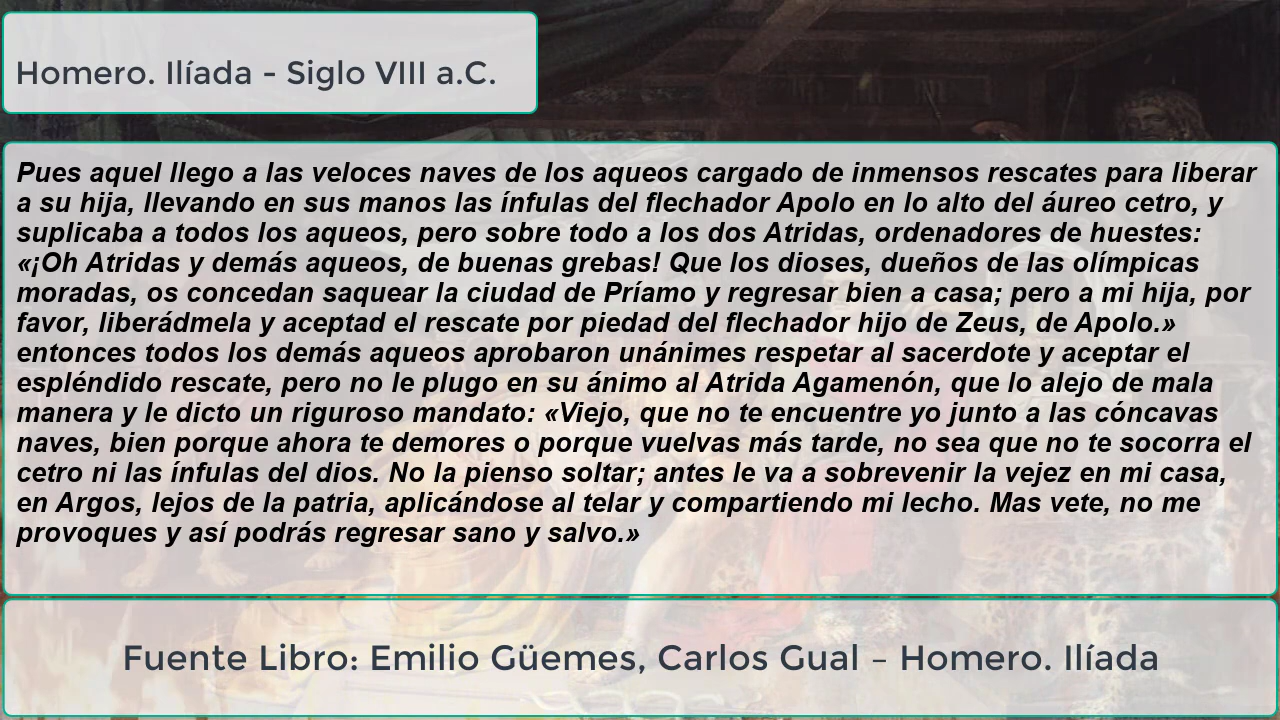 Homero. Ilíada - Siglo VIII a.C.
Pues aquel llego a las veloces naves de los aqueos cargado de inmensos rescates para liberar
a su hija, llevando en sus manos las ínfulas del flechador Apolo en lo alto del áureo cetro, y
suplicaba a todos los aqueos, pero sobre todo a los dos Atridas, ordenadores de huestes:
«¡Oh Atridas y demás aqueos, de buenas grebas! Que los dioses, dueños de las olímpicas
moradas, os concedan saquear la ciudad de Príamo y regresar bien a casa; pero a mi hija, por
favor, liberádmela y aceptad el rescate por piedad del flechador hijo de Zeus, de Apolo.»
entonces todos los demás aqueos aprobaron unánimes respetar al sacerdote y aceptar el
espléndido rescate, pero no le plugo en su ánimo al Atrida Agamenón, que lo alejo de mala
manera y le dicto un riguroso mandato: «Viejo, que no te encuentre yo junto a las cóncavas
naves, bien porque ahora te demores o porque vuelvas más tarde, no sea que no te socorra el
cetro ni las ínfulas del dios. No la pienso soltar; antes le va a sobrevenir la vejez en mi casa,
en Argos, lejos de la patria, aplicándose al telar y compartiendo mi lecho. Mas vete, no me
provoques y así podrás regresar sano y salvo.»
Fuente Libro: Emilio Güemes, Carlos Gual – Homero. Ilíada